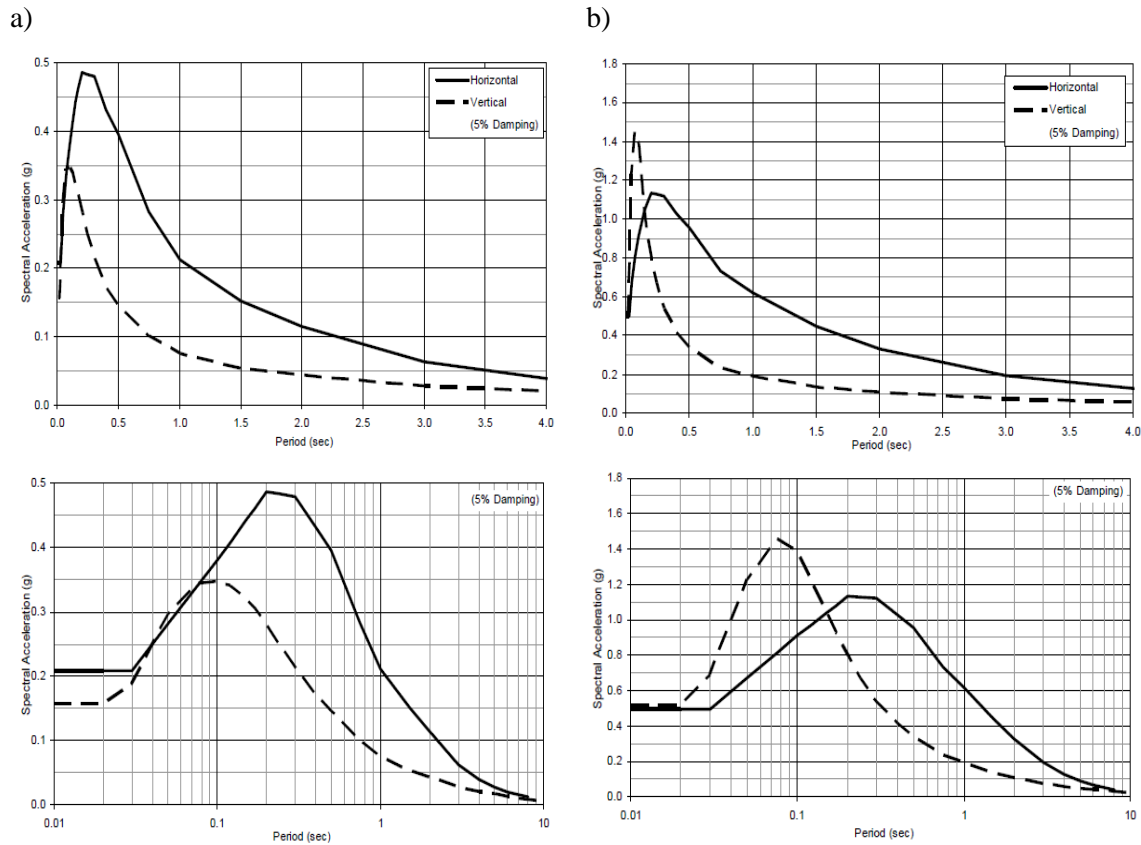 a)
b)
0.5
0.4
0.3
0.2
0.1
0.0
Spectral Acceleration (g)
0.0 0.5 1.0 1.5 2.0 2.5 3.0 3.5 4.0
Period (sec)
Horizontal
Vertical
(5% Damping)
1.8
1.6
1.4
1.2
1.0
0.8
0.6
0.4
0.2
0.0
Spectral Acceleration (g)
0.0 0.5 1.0 1.5 2.0 2.5 3.0 3.5 4.0
Period (sec)
Horizontal
Vertical
(5% Damping)
0.5
0.4
0.3
0.2
0.1
0.0
Spectral Acceleration (g)
0.01 0.1 1 10
Period (sec)
(5% Damping)
1.8
1.6
1.4
1.2
1.0
0.8
0.6
0.4
0.2
0.0
Spectral Acceleration (g)
0.01 0.1 1 10
Period (sec)
(5% Damping)